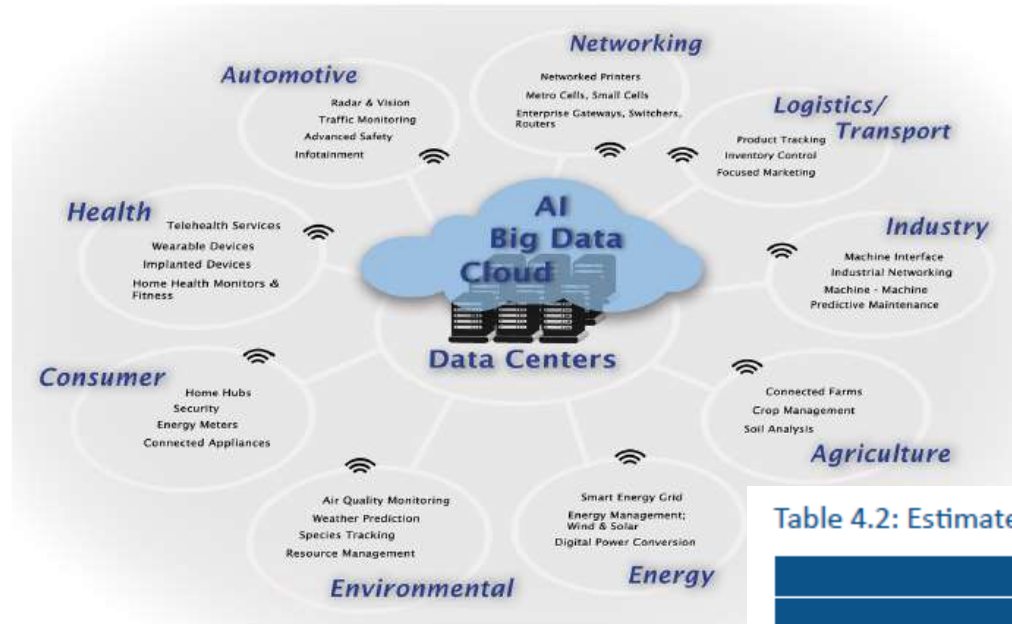 Networking
Networked Printers
Metro Cells, Small Cells
Enterprise Gateways, Switchers,
Routers
Automotive
Radar & Vision
Traffic Monitoring
Advanced Safety
Infotainment
Logistics/
Transport
Product Tracking
Inventory Control
Focused Marketing
Health
Telehealth Services
Wearable Devices
Implanted Devices
Home Health Monitors &
Fitness
AI
Big Data
Cloud
Data Centers
Industry
Machine Interface
Industrial Networking
Machine - Machine
Predictive Maintenance
Consumer
Home Hubs
Security
Energy Meters
Connected Appliances
Connected Farms
Crop Management
Soil Analysis
Agriculture
Air Quality Monitoring
Weather Prediction
Species Tracking
Resource Management
Environmental
Smart Energy Grid
Energy Management;
Wind & Solar
Digital Power Conversion
Energy
Table 4.2: Estimate